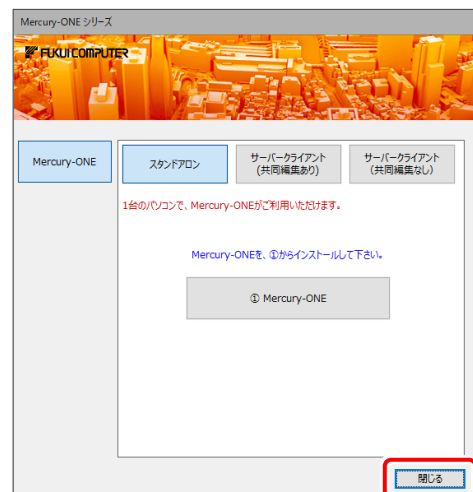 Mercury-ONE シリーズ
FUKUI COMPUTER
Mercury-ONE
スタンドアロン
サーバークライアント
(共同編集あり)
サーバークライアント
(共同編集なし)
1台のパソコンで、Mercury-ONEがご利用いただけます。
Mercury-ONEを、①からインストールして下さい。
① Mercury-ONE
閉じる